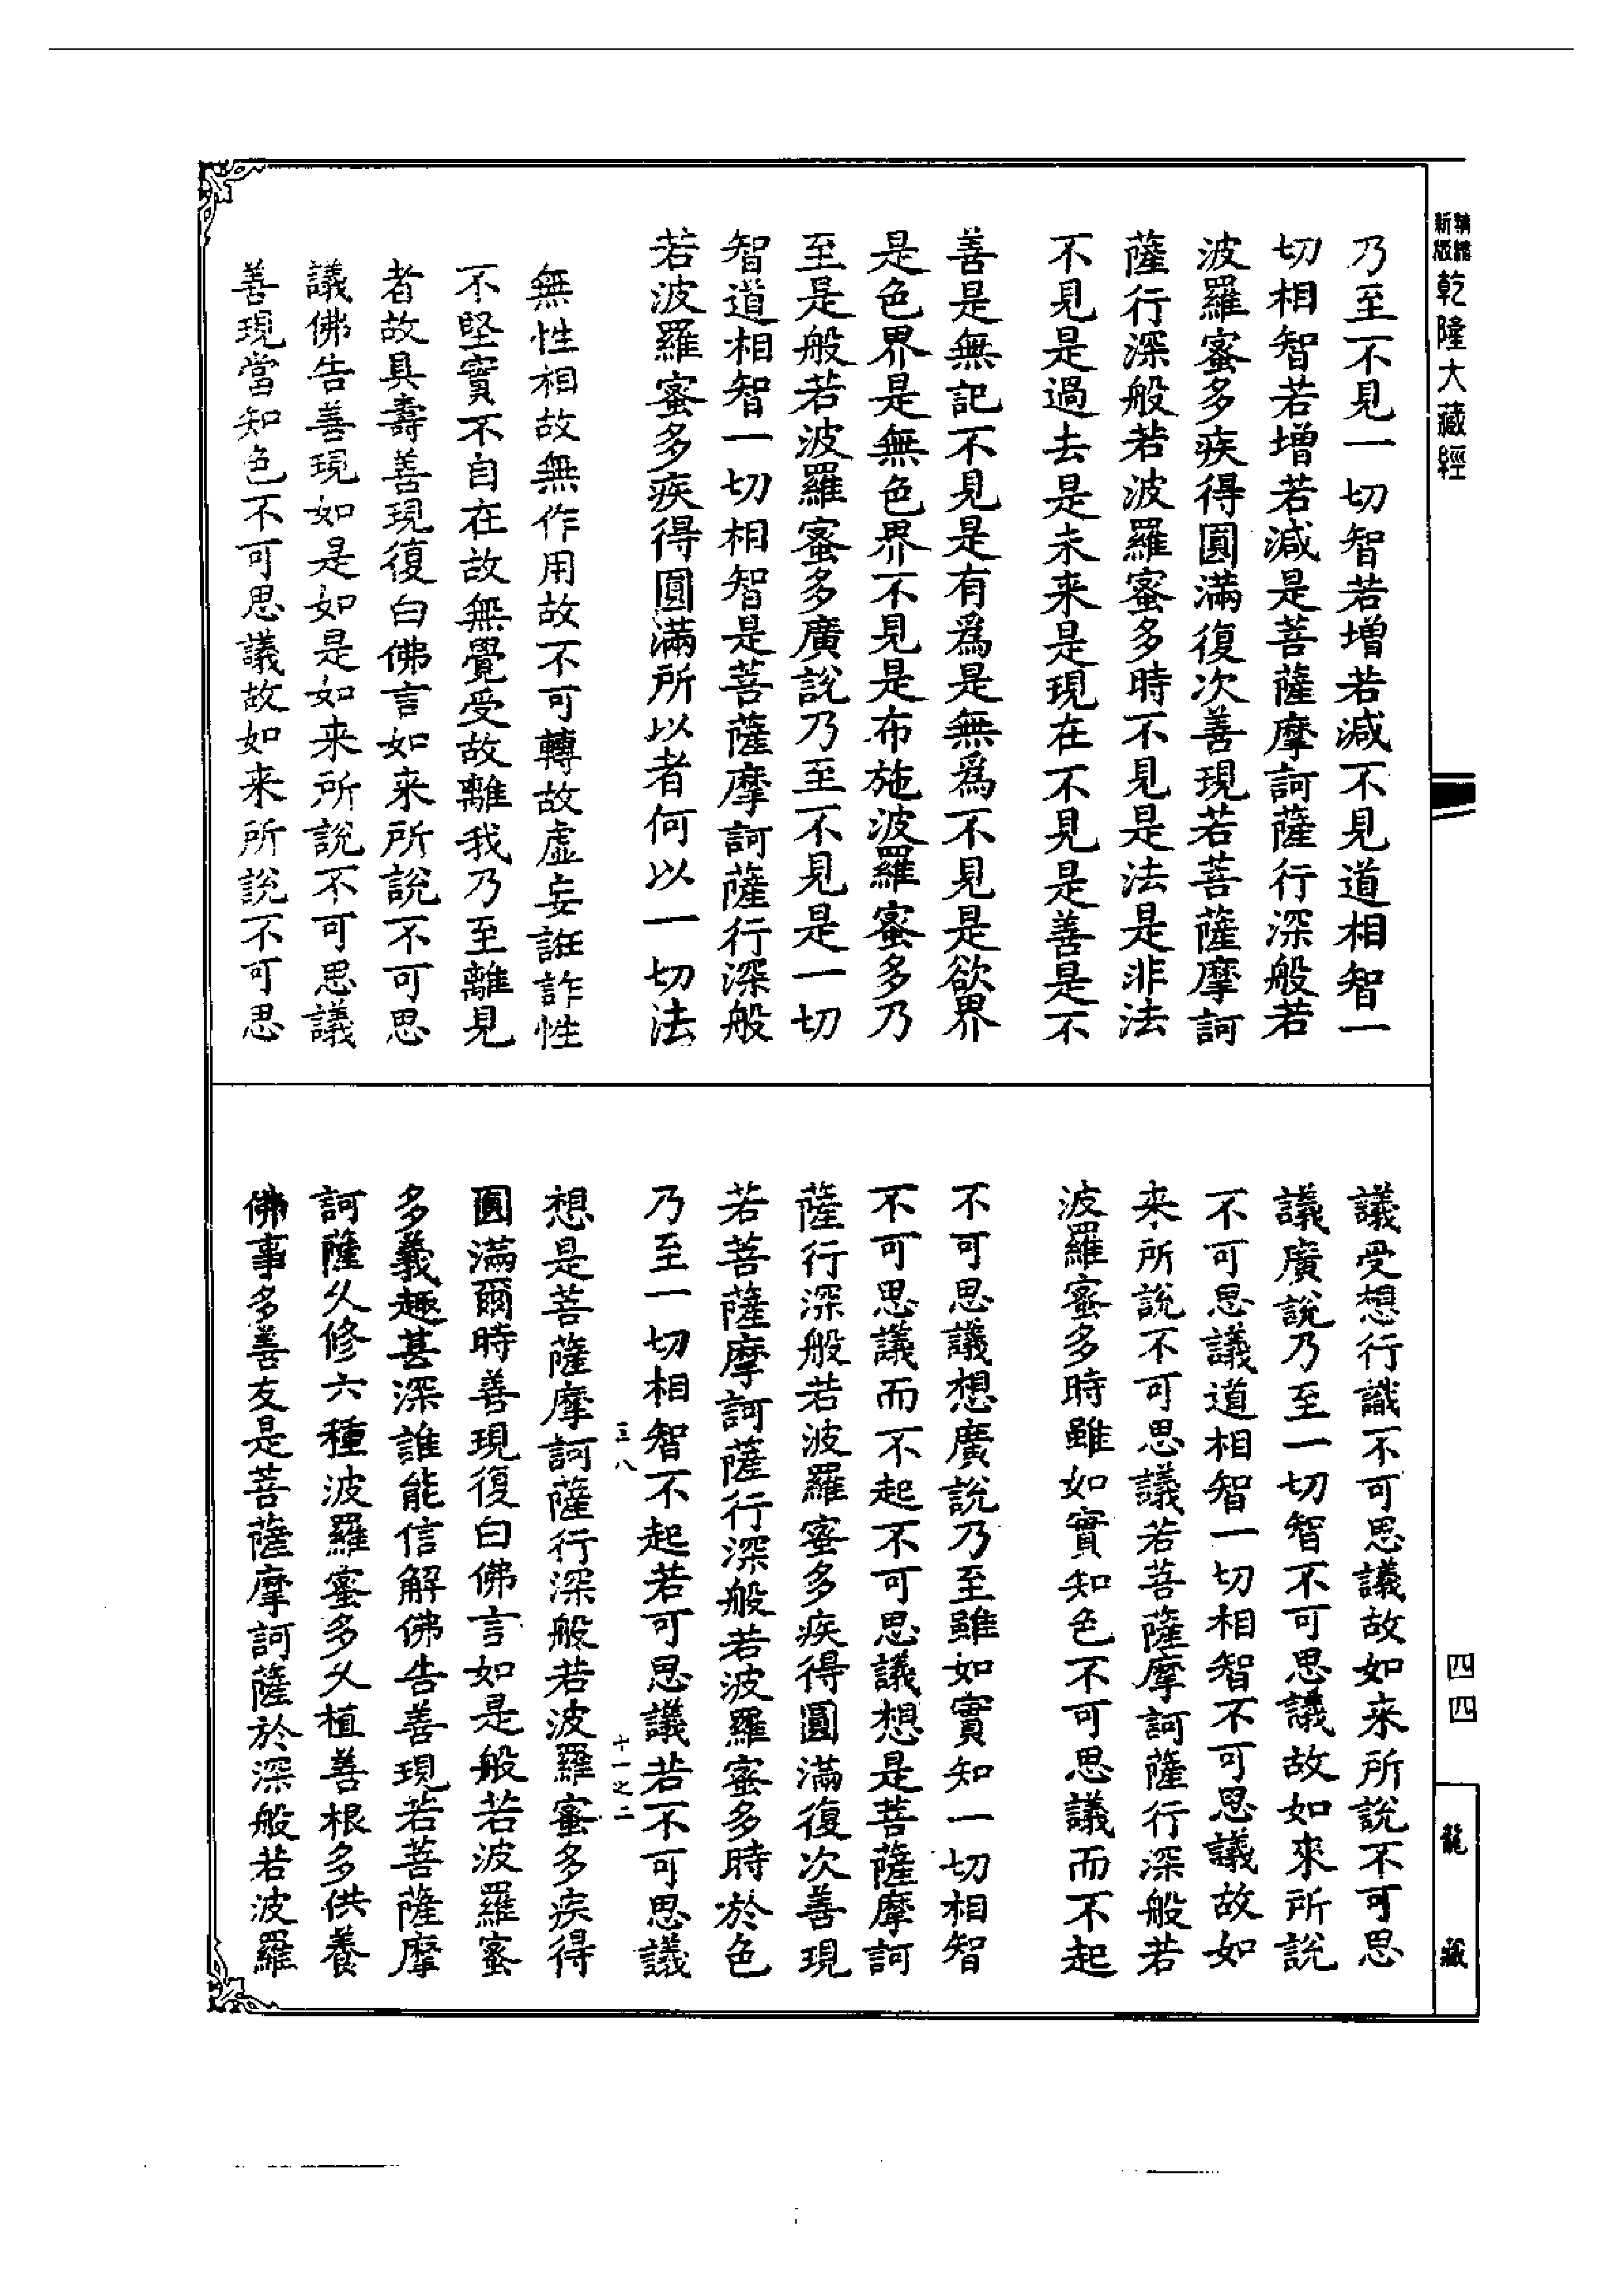 新版
精縮
乾隆大藏經
四四
龍藏
乃至不見一切智若增若減不見道相智一
切相智若增若減是菩薩摩訶薩行深般若
波羅蜜多疾得圓滿復次善現若菩薩摩訶
薩行深般若波羅蜜多時不見是法是非法
不見是過去是未来是現在不見是善是不
善是無記不見是有爲是無爲不見是欲界
是色界是無色界不見是布施波羅蜜多乃
至是般若波羅蜜多廣説乃至不見是一切
智道相智一切相智是菩薩摩訶薩行深般
若波羅蜜多疾得圓滿所以者何以一切法
無性相故無作用故不可轉故虛妄誑詐性
不堅實不自在故無覺受故離我乃至離見
者故具壽善現復白佛言如来所說不可思
議佛告善現如是如是如来所說不可思議
善現當知色不可思議故如来所說不可思
議受想行識不可思議故如来所說不可思
議廣説乃至一切智不可思議故如來所說
不可思議道相智一切相智不可思議故如
来所說不可思議若菩薩摩訶薩行深般若
波羅蜜多時雖如實知色不可思議而不起
不可思議想廣說乃至雖如實知一切相智
不可思議而不起不可思議想是菩薩摩訶
薩行深般若波羅蜜多疾得圓滿復次善現
若菩薩摩訶薩行深般若波羅蜜多時於色
乃至一切相智不起若可思議若不可思議
三八 十一之二
想是菩薩摩訶薩行深般若波羅蜜多疾得
圓滿爾時善現復白佛言如是般若波羅蜜
多義趣甚深誰能信解佛告善現若菩薩摩
訶薩久修六種波羅蜜多久植善根多供養
佛事多善友是菩薩摩訶薩於深般若波羅